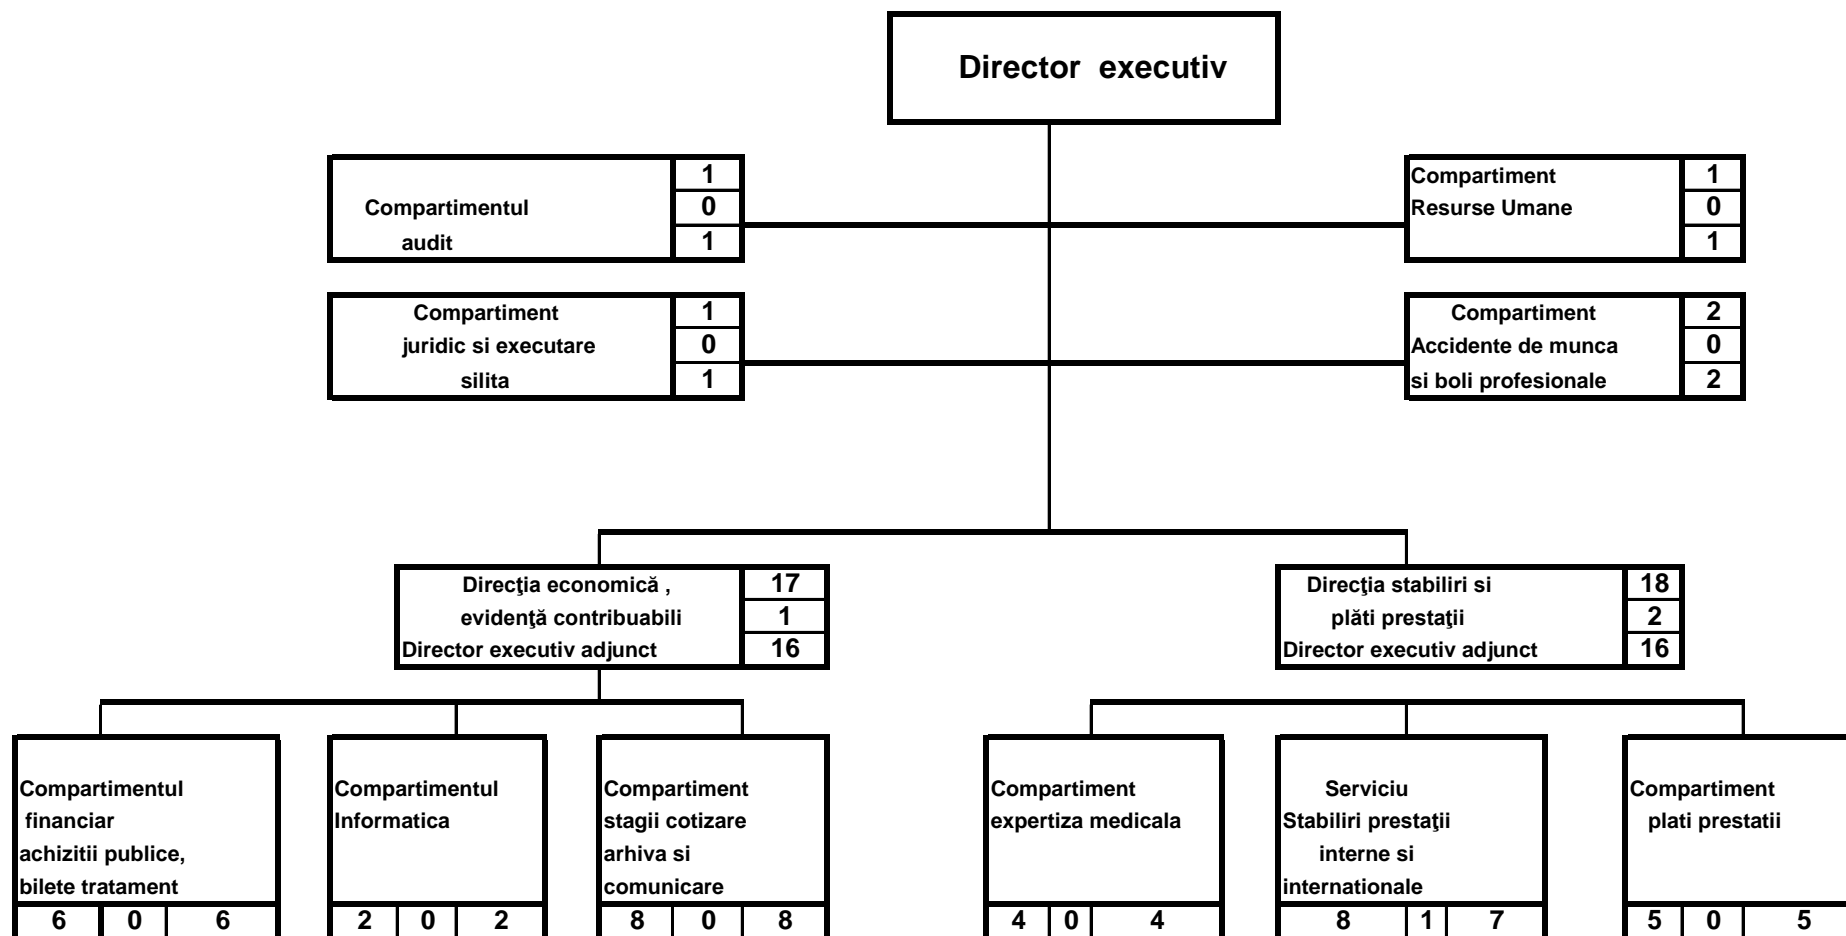 Director executiv
Compartimentul
audit
1
0
1
Compartiment
Resurse Umane
1
0
1
Compartiment
juridic si executare
silita
1
0
1
Compartiment
Accidente de munca
si boli profesionale
2
0
2
Direcţia economică ,
evidenţă contribuabili
Director executiv adjunct
17
1
16
Direcţia stabiliri si
plăti prestaţii
Director executiv adjunct
18
2
16
Compartimentul
financiar
achizitii publice,
bilete tratament
6 0 6
Compartimentul
Informatica
2 0 2
Compartiment
stagii cotizare
arhiva si
comunicare
8 0 8
Compartiment
expertiza medicala
4 0 4
Serviciu
Stabiliri prestaţii
interne si
internationale
8 1 7
Compartiment
plati prestatii
5 0 5